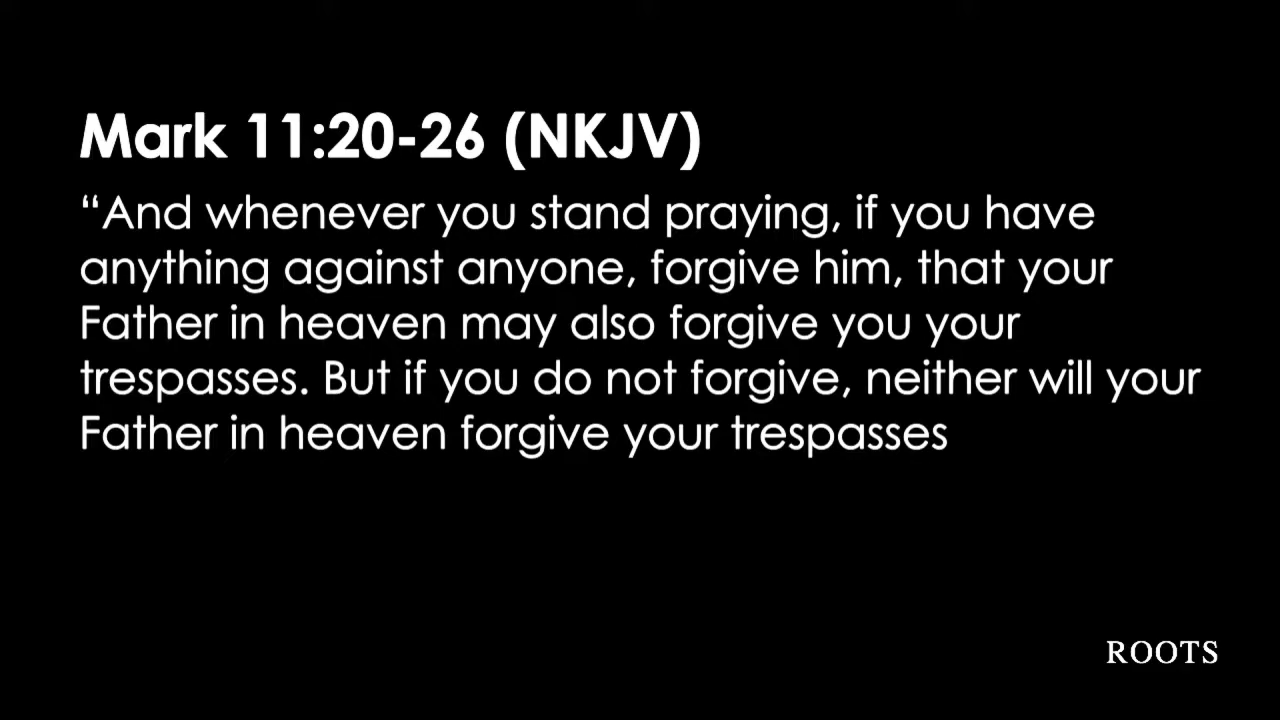 Mark 11:20-26 (NKJV)
“And whenever you stand praying, if you have
anything against anyone, forgive him, that your
Father in heaven may also forgive you your
trespasses. But if you do not forgive, neither will your
Father in heaven forgive your trespasses
ROOTS